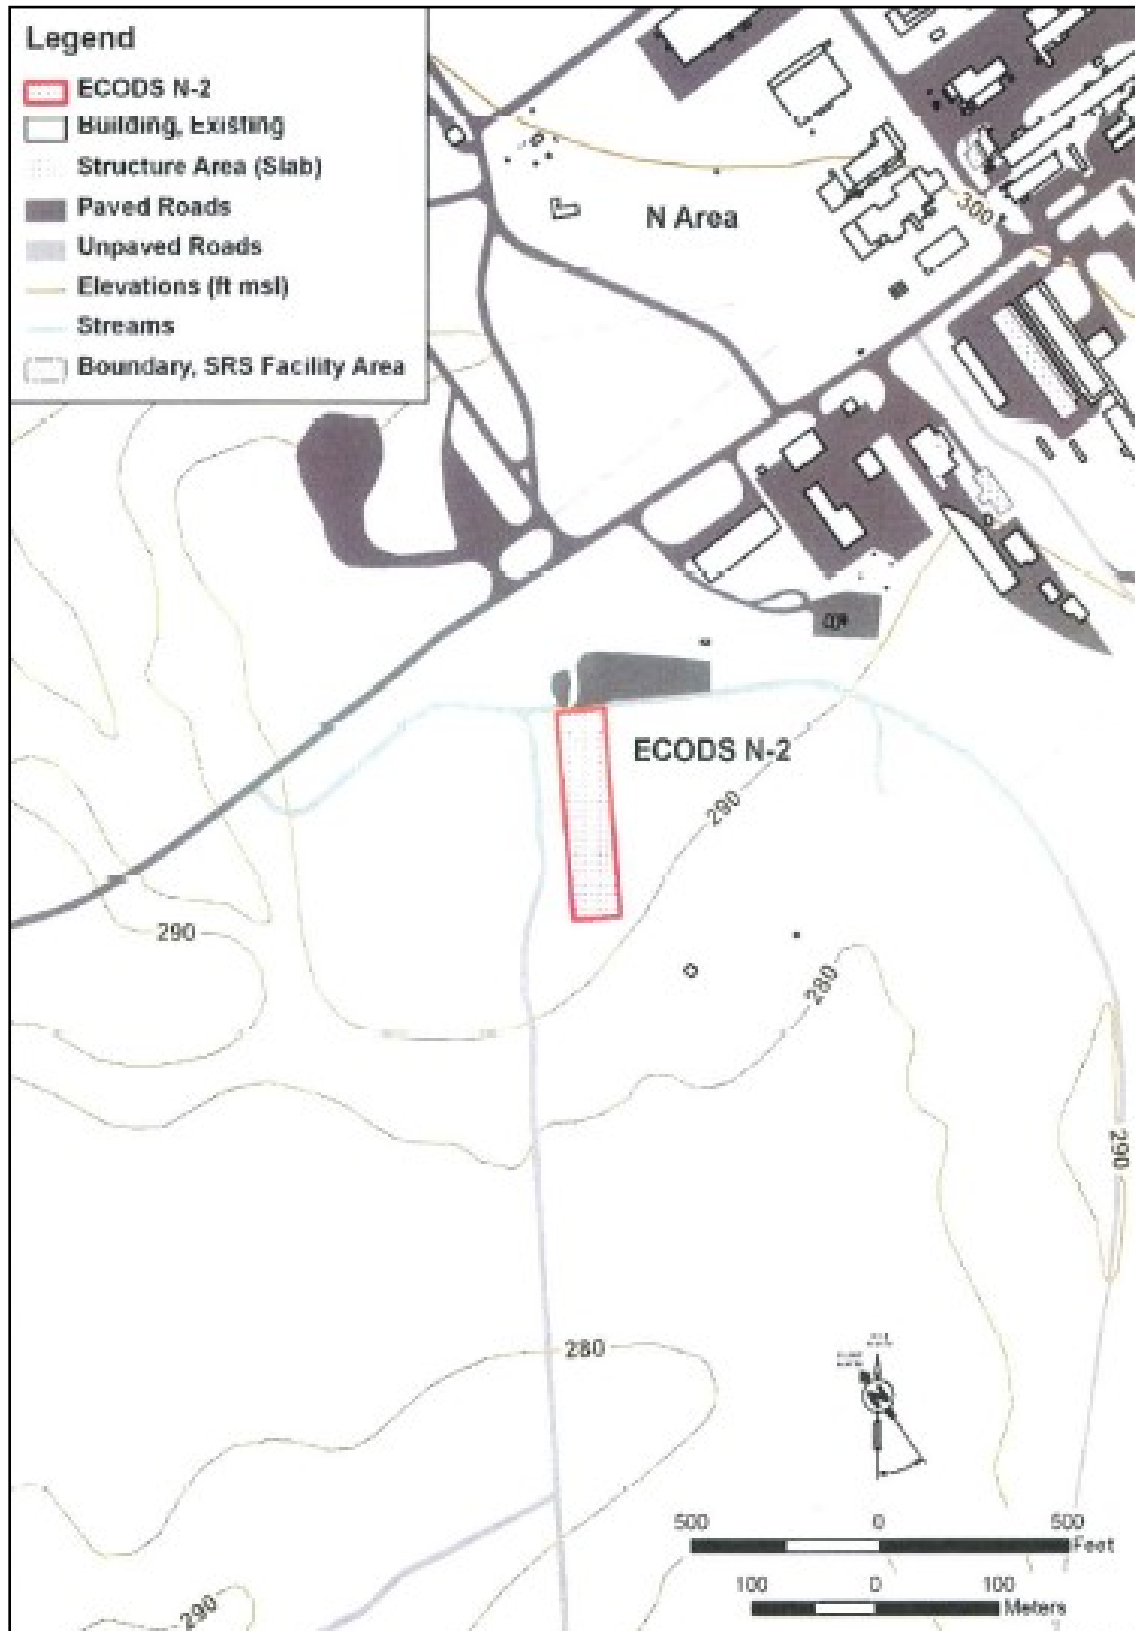 Legend
ECODS N-2
Building, Existing
Structure Area (Slab)
Paved Roads
Unpaved Roads
Elevations (ft msl)
Streams
Boundary, SRS Facility Area
N Area
300
ECODS N-2
290
290
280
290
280
290
500 0 500
Feet
100 0 100
Meters